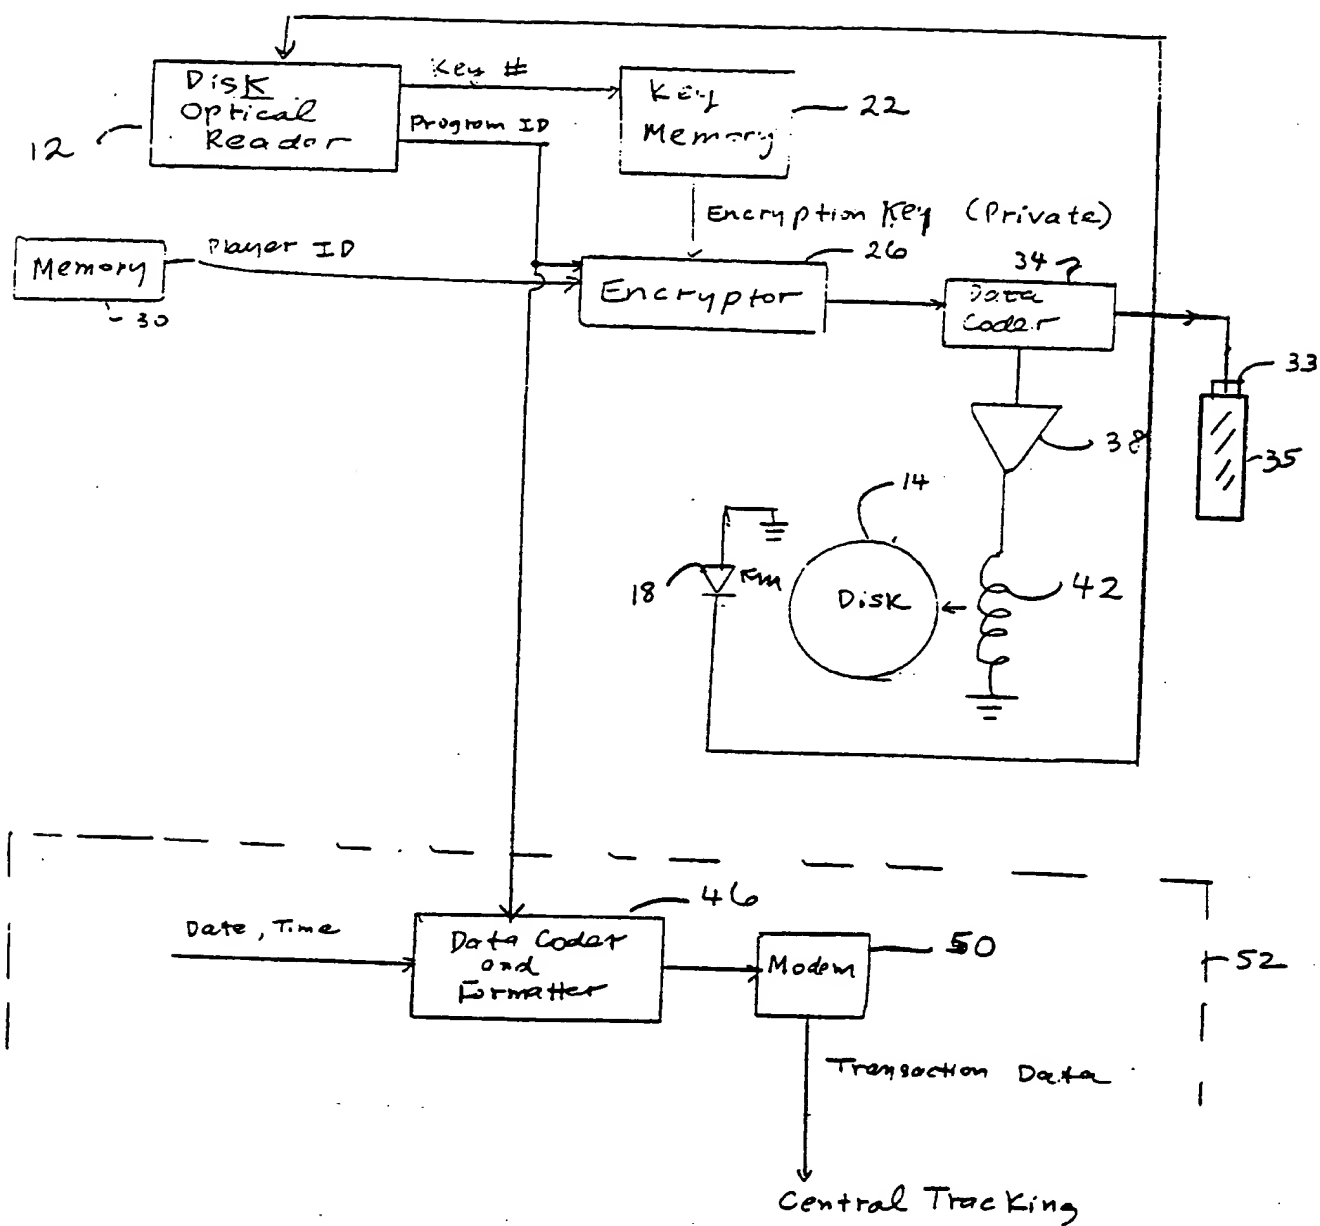 Disk
Optical
Reader
12
Key #
Program ID
Key
Memory
22
Encryption Key (Private)
Memory
30
Player ID
Encryptor
26
34
Data
Coder
33
35
38
14
Disk
18
42
Date, Time
Data Coder
and
Formatter
46
Modem
50
52
Transaction Data
Central Tracking